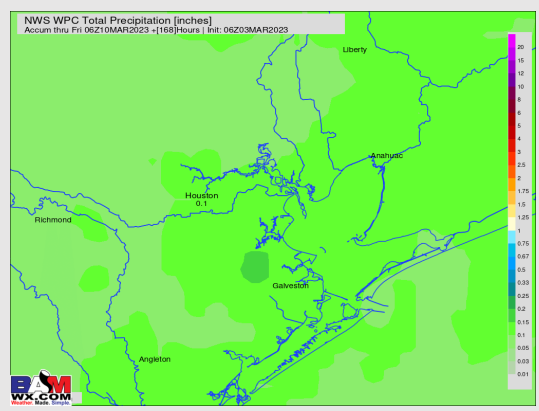 NWS WPC Total Precipitation [inches]
Accum thru Fri 06Z10MAR2023 +[168]Hours | Init: 06Z03MAR2023
Liberty
Anahuac
Houston
0.1
Richmond
Galveston
Angleton
20
15
12
10
8
6
5
4
3
2.5
2
1.75
1.5
1.25
1
0.75
0.67
0.5
0.33
0.25
0.2
0.15
0.1
0.05
0.03
0.01
BAM
WX.COM
Weather. Made. Simple.